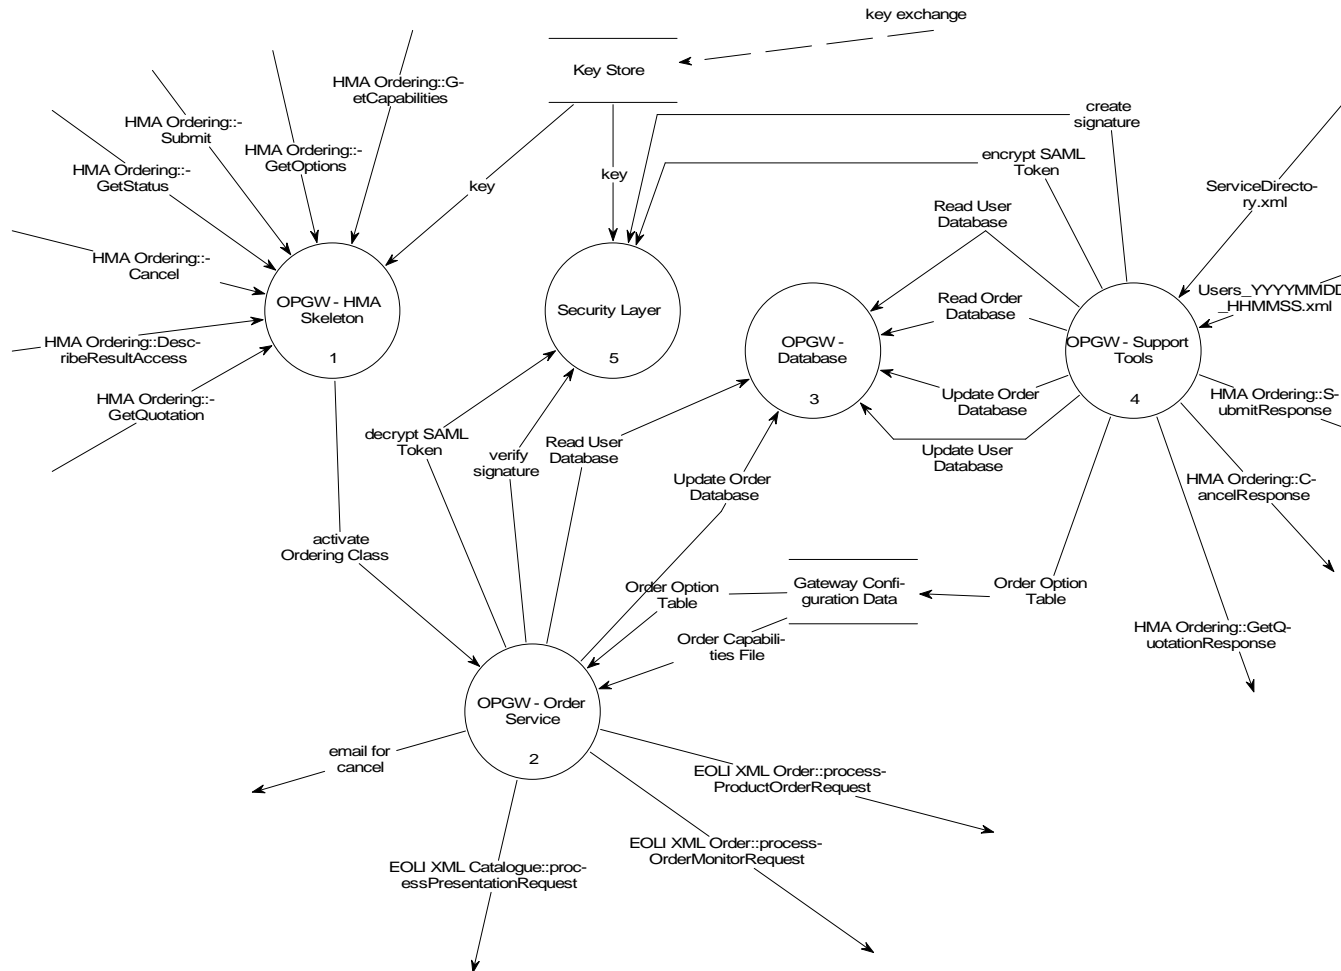 key exchange
Key Store
HMA Ordering::G-
etCapabilities
HMA Ordering::-
Submit
HMA Ordering::-
GetOptions
HMA Ordering::-
GetStatus
key
key
create
signature
encrypt SAML
Token
ServiceDirecto-
ry.xml
Read User
Database
HMA Ordering::-
Cancel
OPGW - HMA
Skeleton
1
Security Layer
5
Read Order
Database
Users_YYYYMMDD
_HHMMSS.xml
OPGW -
Database
3
OPGW - Support
Tools
4
HMA Ordering::Desc-
ribeResultAccess
HMA Ordering::-
GetQuotation
Update Order
Database
HMA Ordering::S-
ubmitResponse
decrypt SAML
Token
verify
signature
Read User
Database
Update User
Database
Update Order
Database
HMA Ordering::C-
ancelResponse
activate
Ordering Class
Order Option
Table
Gateway Confi-
guration Data
Order Option
Table
Order Capabili-
ties File
HMA Ordering::GetQ-
uotationResponse
OPGW - Order
Service
2
email for
cancel
EOLI XML Order::process-
ProductOrderRequest
EOLI XML Order::process-
OrderMonitorRequest
EOLI XML Catalogue::proc-
essPresentationRequest